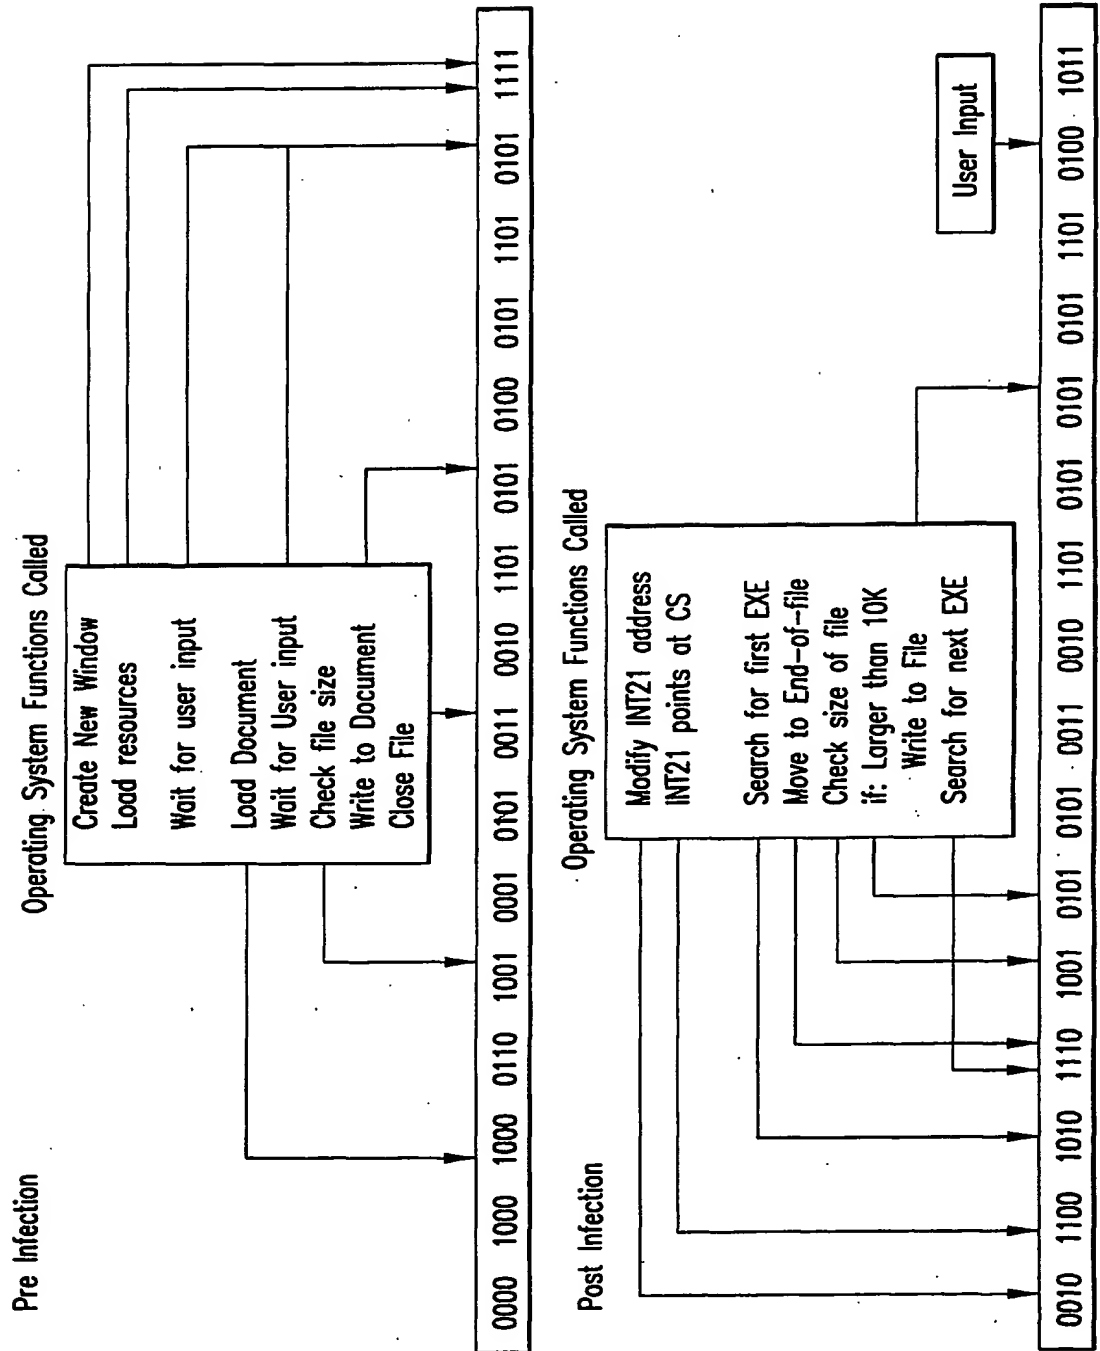 Pre Infection
Operating System Functions Called
Create New Window
Load resources
Wait for user input
Load Document
Wait for User input
Check file size
Write to Document
Close File
0000 1000 1000 0110 1001 0001 0101 0011 0010 1101 0101 0100 0101 1101 0101 1111
Post Infection
Operating System Functions Called
Modify INT21 address
INT21 points at CS
Search for first EXE
Move to End-of-file
Check size of file
if: Larger than 10K
Write to File
Search for next EXE
User Input
0010 1100 1010 1110 1001 0101 0101 0011 0010 1101 0101 0101 0101 1101 0100 1011